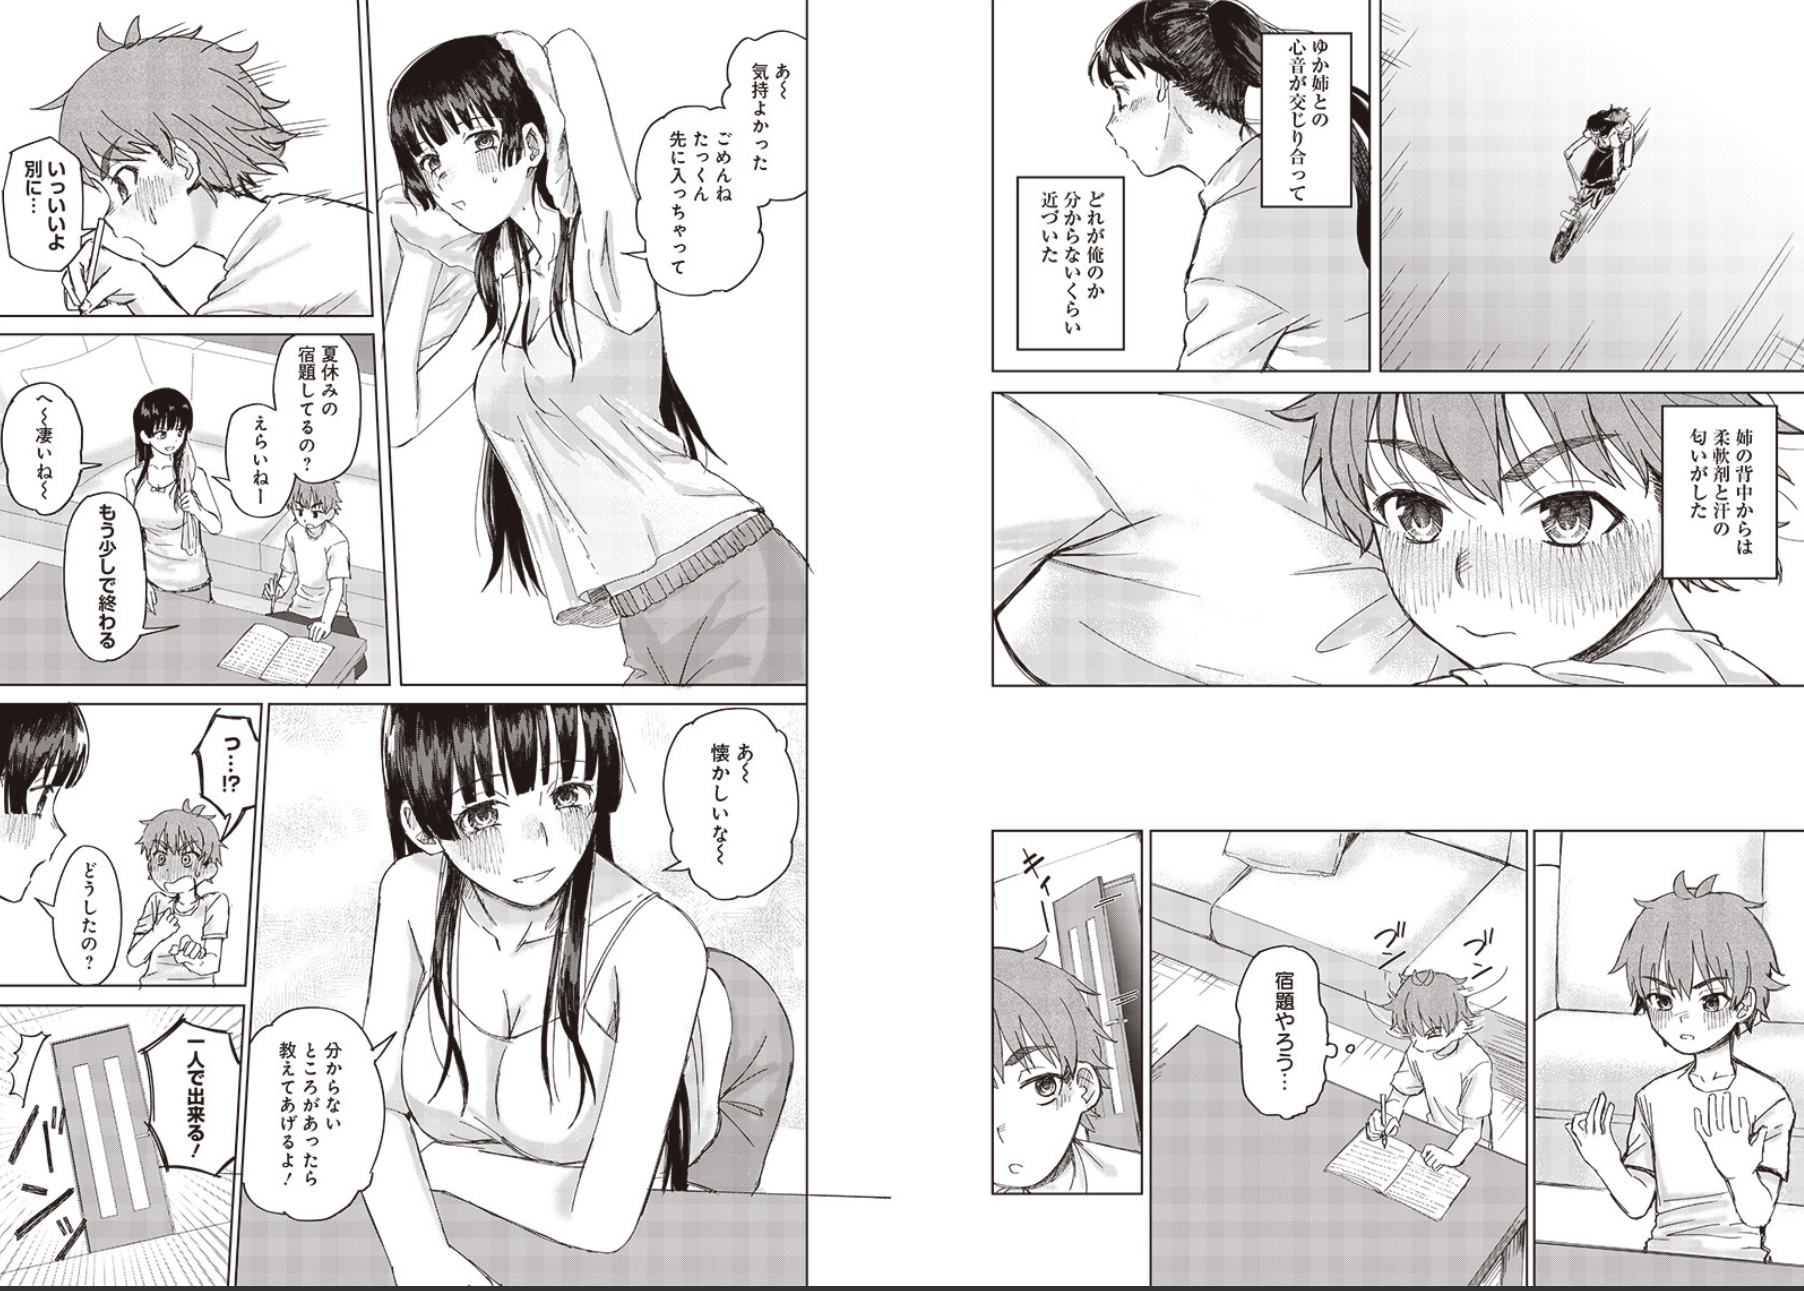 ゆか姉との
心音が交じり合って
どれが俺のか
分からないくらい
近づいた
姉の背中からは
柔軟剤と汗の
匂いがした
ブン
ブン
宿題やろう…
キィ
あ〜
気持よかった
ごめんね
たっくん
先に入っちゃって
いっいいよ
別に…
夏休みの
宿題してるの？
えらいねー
もう少しで終わる
へ〜凄いね〜
あ〜
懐かしいな〜
分からない
ところがあったら
教えてあげるよ！
つ…!?
どうしたの？
一人で出来る！
バタン